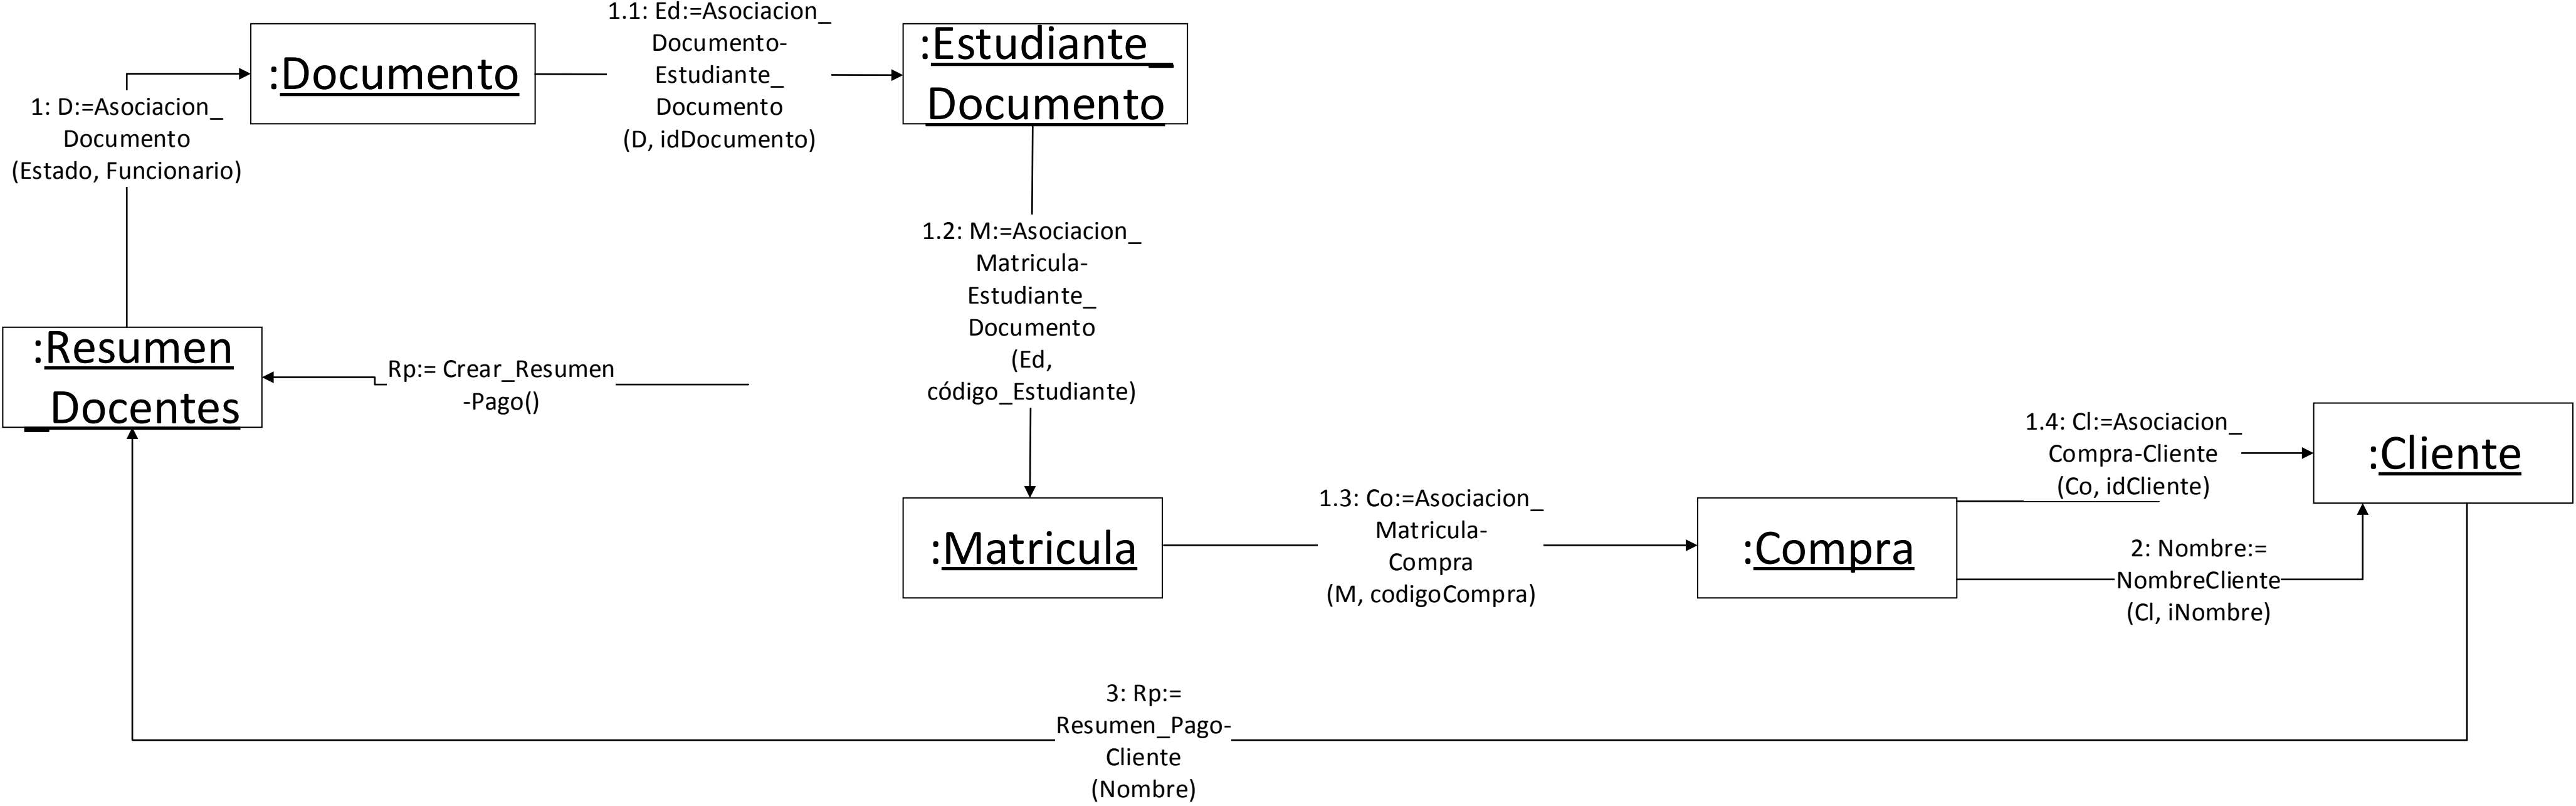 1.1: Ed:=Asociacion_
Documento-
Estudiante_
Documento
(D, idDocumento)
:Documento
:Estudiante_
Documento
1: D:=Asociacion_
Documento
(Estado, Funcionario)
1.2: M:=Asociacion_
Matricula-
Estudiante_
Documento
(Ed,
código_Estudiante)
:Resumen
_Docentes
Rp:= Crear_Resumen
-Pago()
1.4: Cl:=Asociacion_
Compra-Cliente
(Co, idCliente)
:Cliente
:Matricula
1.3: Co:=Asociacion_
Matricula-
Compra
(M, codigoCompra)
:Compra
2: Nombre:=
NombreCliente
(Cl, iNombre)
3: Rp:=
Resumen_Pago-
Cliente
(Nombre)